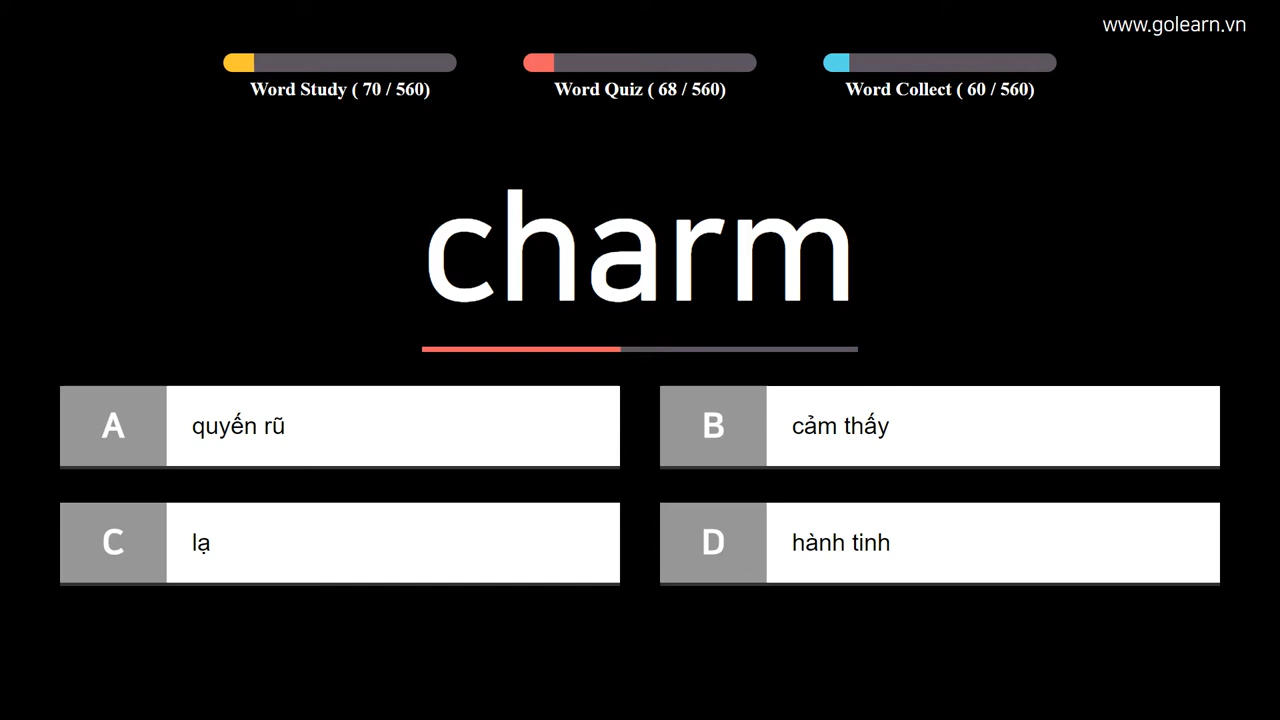 www.golearn.vn
Word Study ( 70 / 560)
Word Quiz ( 68 / 560)
Word Collect ( 60 / 560)
charm
A quyến rũ
B cảm thấy
C lạ
D hành tinh